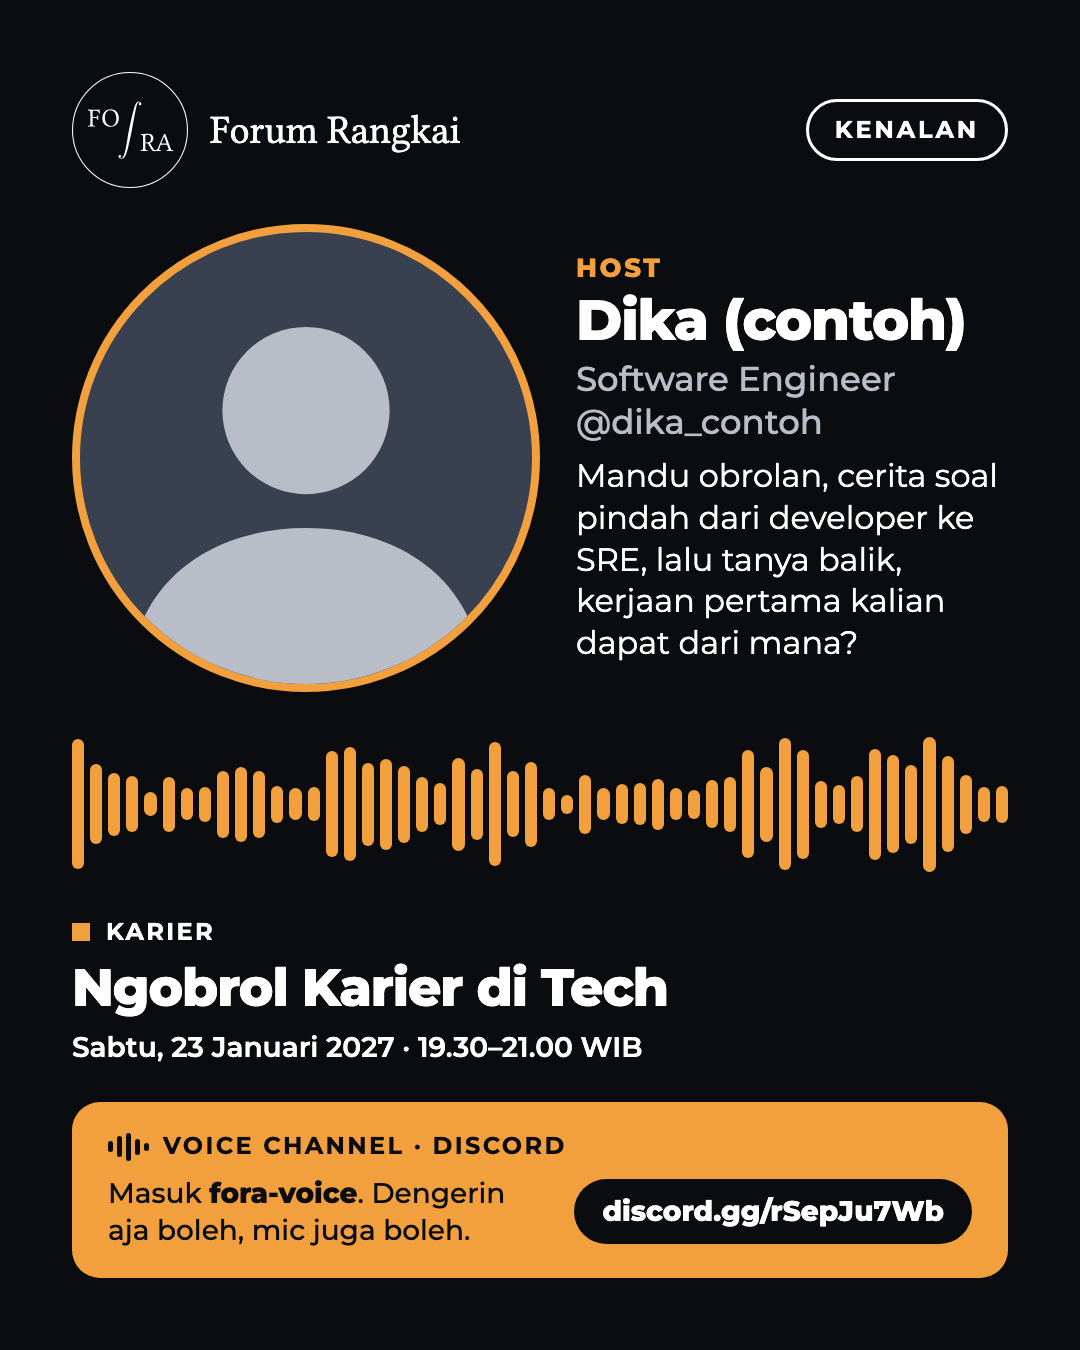 FO
RA
Forum Rangkai
KENALAN
HOST
Dika (contoh)
Software Engineer
@dika_contoh
Mandu obrolan, cerita soal
pindah dari developer ke
SRE, lalu tanya balik,
kerjaan pertama kalian
dapat dari mana?
KARIER
Ngobrol Karier di Tech
Sabtu, 23 Januari 2027 · 19.30–21.00 WIB
VOICE CHANNEL · DISCORD
Masuk fora-voice. Dengerin
aja boleh, mic juga boleh.
discord.gg/rSepJu7Wb